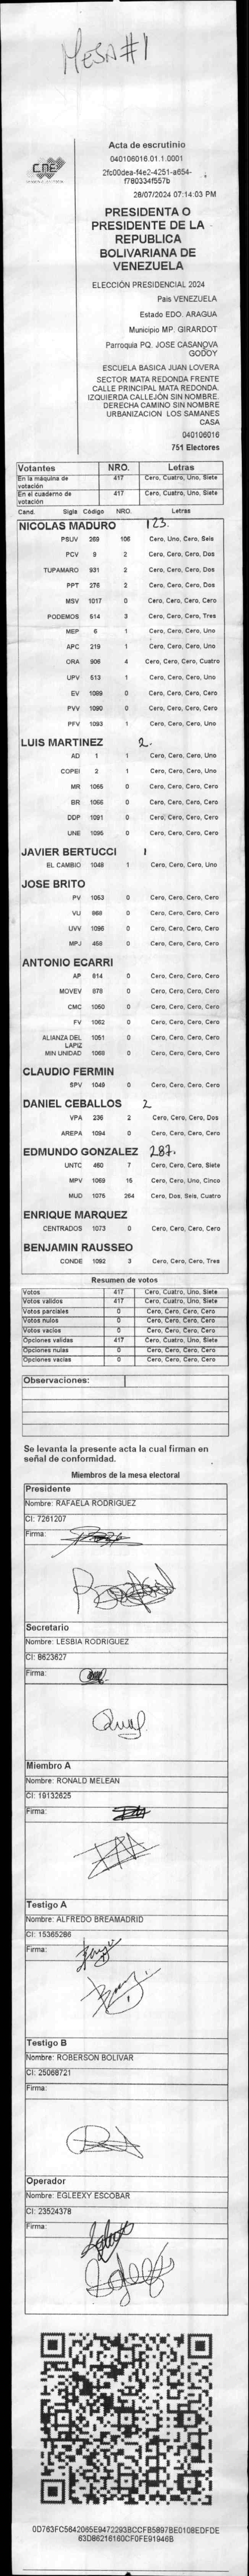 MESA #1
Acta de escrutinio
040106016.01.1.0001
2fc00dea-f4e2-4251-a654-
f780334f557b
28/07/2024 07:14:03 PM
CNE
PRESIDENTA O
PRESIDENTE DE LA
REPUBLICA
BOLIVARIANA DE
VENEZUELA
ELECCIÓN PRESIDENCIAL 2024
Pais VENEZUELA
Estado EDO. ARAGUA
Municipio MP. GIRARDOT
Parroquia PQ. JOSE CASANOVA
GODOY
ESCUELA BASICA JUAN LOVERA
SECTOR MATA REDONDA FRENTE
CALLE PRINCIPAL MATA REDONDA.
IZQUIERDA CALLEJÓN SIN NOMBRE.
DERECHA CAMINO SIN NOMBRE
URBANIZACION LOS SAMANES
CASA
040106016
751 Electores
Votantes NRO. Letras
En la máquina de votación 417 Cero, Cuatro, Uno, Siete
En el cuaderno de votación 417 Cero, Cuatro, Uno, Siete
Cand. Sigla Código NRO. Letras
NICOLAS MADURO 123.
PSUV 269 106 Cero, Uno, Cero, Seis
PCV 9 2 Cero, Cero, Cero, Dos
TUPAMARO 931 2 Cero, Cero, Cero, Dos
PPT 276 2 Cero, Cero, Cero, Dos
MSV 1017 0 Cero, Cero, Cero, Cero
PODEMOS 514 3 Cero, Cero, Cero, Tres
MEP 6 1 Cero, Cero, Cero, Uno
APC 219 1 Cero, Cero, Cero, Uno
ORA 906 4 Cero, Cero, Cero, Cuatro
UPV 513 1 Cero, Cero, Cero, Uno
EV 1089 0 Cero, Cero, Cero, Cero
PVV 1090 0 Cero, Cero, Cero, Cero
PFV 1093 1 Cero, Cero, Cero, Uno
LUIS MARTINEZ 2.
AD 1 1 Cero, Cero, Cero, Uno
COPEI 2 1 Cero, Cero, Cero, Uno
MR 1065 0 Cero, Cero, Cero, Cero
BR 1066 0 Cero, Cero, Cero, Cero
DDP 1091 0 Cero, Cero, Cero, Cero
UNE 1095 0 Cero, Cero, Cero, Cero
JAVIER BERTUCCI 1
EL CAMBIO 1048 1 Cero, Cero, Cero, Uno
JOSE BRITO
PV 1053 0 Cero, Cero, Cero, Cero
VU 868 0 Cero, Cero, Cero, Cero
UVV 1096 0 Cero, Cero, Cero, Cero
MPJ 458 0 Cero, Cero, Cero, Cero
ANTONIO ECARRI
AP 814 0 Cero, Cero, Cero, Cero
MOVEV 878 0 Cero, Cero, Cero, Cero
CMC 1050 0 Cero, Cero, Cero, Cero
FV 1062 0 Cero, Cero, Cero, Cero
ALIANZA DEL LAPIZ 1051 0 Cero, Cero, Cero, Cero
MIN UNIDAD 1068 0 Cero, Cero, Cero, Cero
CLAUDIO FERMIN
SPV 1049 0 Cero, Cero, Cero, Cero
DANIEL CEBALLOS 2
VPA 236 2 Cero, Cero, Cero, Dos
AREPA 1094 0 Cero, Cero, Cero, Cero
EDMUNDO GONZALEZ 287.
UNTC 460 7 Cero, Cero, Cero, Siete
MPV 1069 15 Cero, Cero, Uno, Cinco
MUD 1075 264 Cero, Dos, Seis, Cuatro
ENRIQUE MARQUEZ
CENTRADOS 1073 0 Cero, Cero, Cero, Cero
BENJAMIN RAUSSEO
CONDE 1092 3 Cero, Cero, Cero, Tres
Resumen de votos
Votos 417 Cero, Cuatro, Uno, Siete
Votos validos 417 Cero, Cuatro, Uno, Siete
Votos parciales 0 Cero, Cero, Cero, Cero
Votos nulos 0 Cero, Cero, Cero, Cero
Votos vacios 0 Cero, Cero, Cero, Cero
Opciones validas 417 Cero, Cuatro, Uno, Siete
Opciones nulas 0 Cero, Cero, Cero, Cero
Opciones vacias 0 Cero, Cero, Cero, Cero
Observaciones:
Se levanta la presente acta la cual firman en
señal de conformidad.
Miembros de la mesa electoral
Presidente
Nombre: RAFAELA RODRIGUEZ
CI: 7261207
Firma:
Secretario
Nombre: LESBIA RODRIGUEZ
CI: 8623627
Firma:
Miembro A
Nombre: RONALD MELEAN
CI: 19132625
Firma:
Testigo A
Nombre: ALFREDO BREAMADRID
CI: 15365286
Firma:
Testigo B
Nombre: ROBERSON BOLIVAR
CI: 25068721
Firma:
Operador
Nombre: EGLEEXY ESCOBAR
CI: 23524378
Firma:
0D763FC5642065E9472293BCCFB5897BE0108EDFDE
63D86216160CF0FE91946B